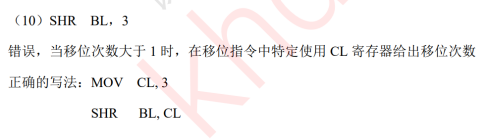 （10）SHR BL，3
错误，当移位次数大于 1 时，在移位指令中特定使用 CL 寄存器给出移位次数
正确的写法：MOV CL, 3
SHR BL, CL